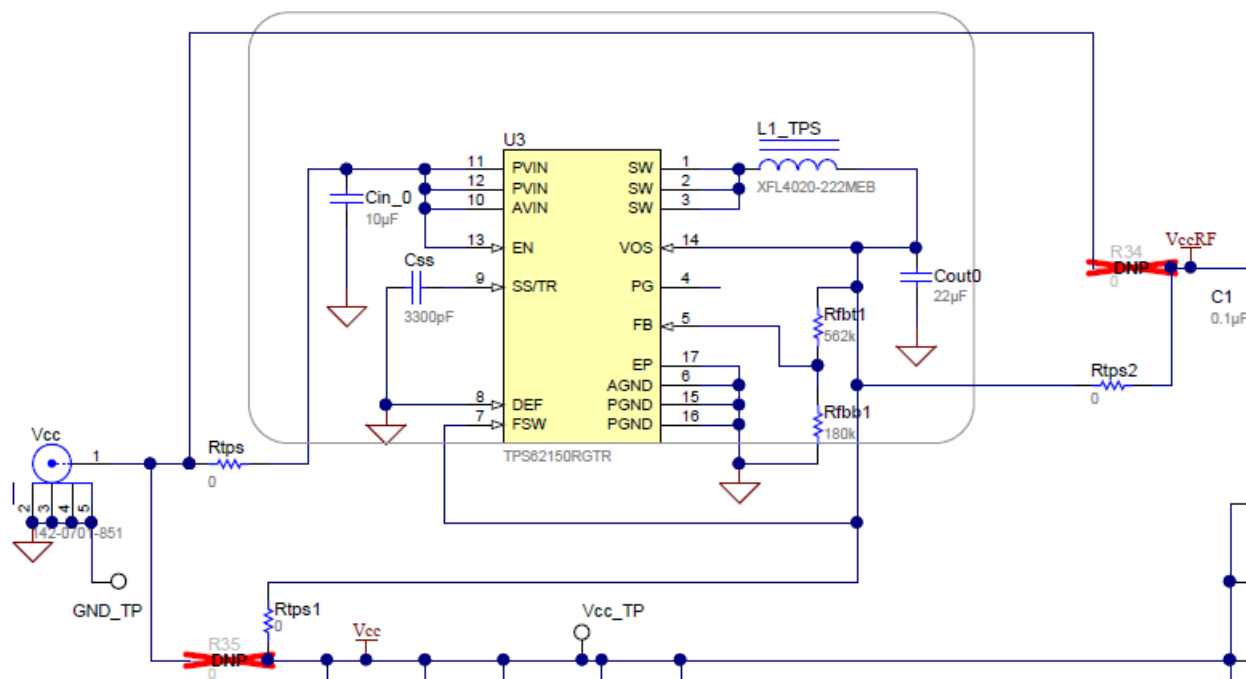 L1_TPS
XFL4020-222MEB
U3
11 PVIN SW 1
12 PVIN SW 2
10 AVIN SW 3
13 EN VOS 14
9 SS/TR PG 4
FB 5
EP 17
AGND 6
8 DEF PGND 15
7 FSW PGND 16
TPS62150RGTR
Cin_0
10µF
Css
3300pF
Cout0
22µF
Rfbt1
562k
Rfbb1
180k
R34
DNP
0
VccRF
C1
0.1µF
Rtps2
0
Vcc
1
2 3 4 5
142-0701-851
Rtps
0
GND_TP
Rtps1
0
R35
DNP
0
Vcc
Vcc_TP